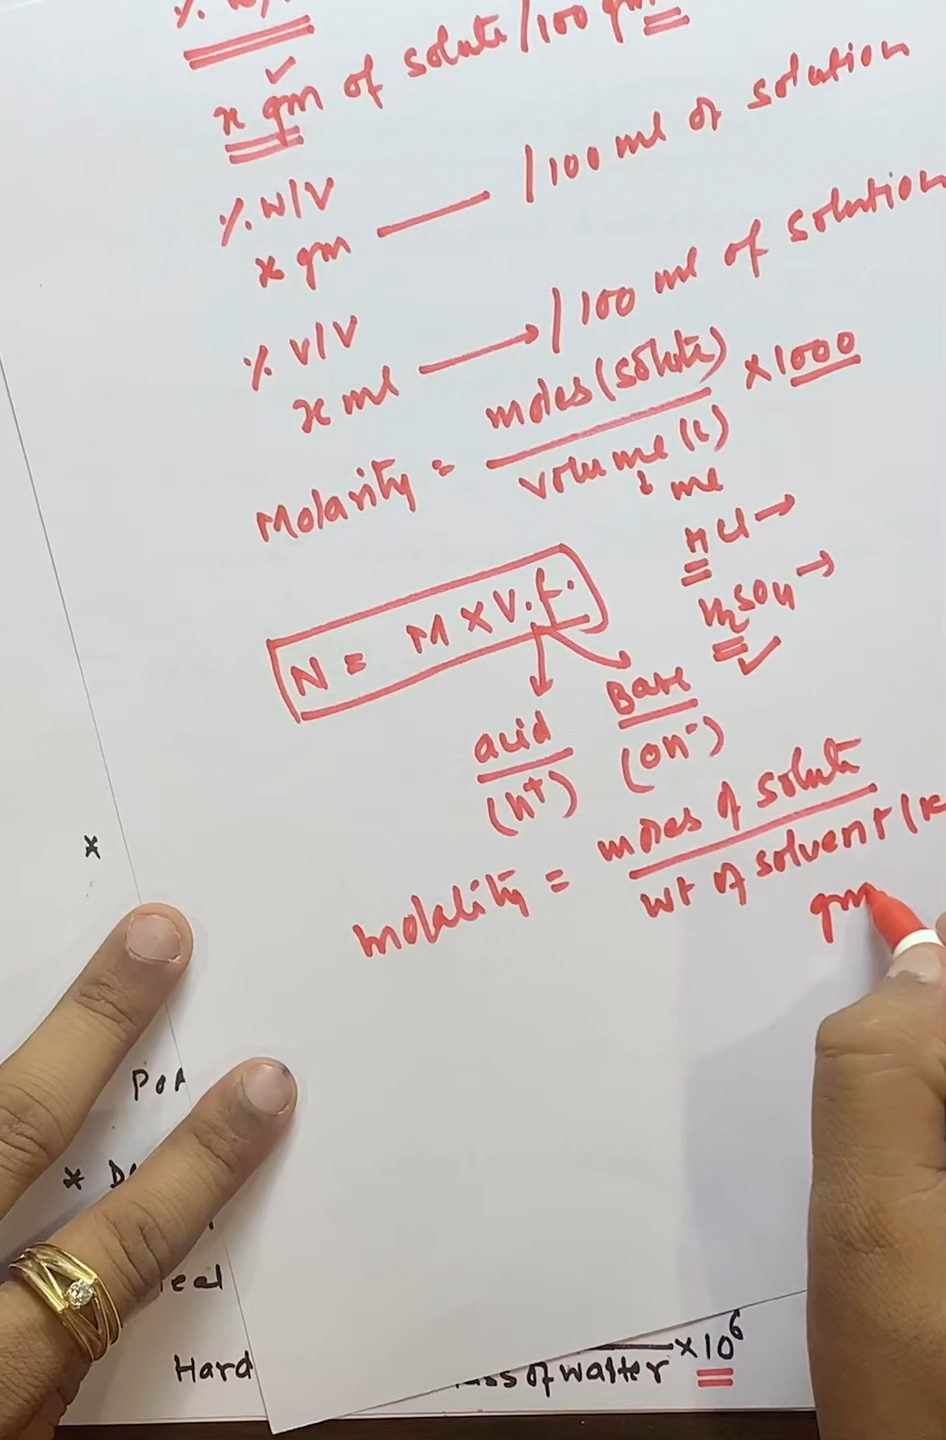 x gm of solute / 100 gm
% W/V
x gm — / 100 ml of solution
% V/V
x ml → / 100 ml of solution
Molarity = moles (solute) × 1000
volume (L)
↓ ml
HCl →
H2SO4 →
✓
N = M × V.f.
acid Base
(H+) (OH-)
molality = moles of solute
wt of solvent (K
gm
*
*
Hard
of watter × 10^6